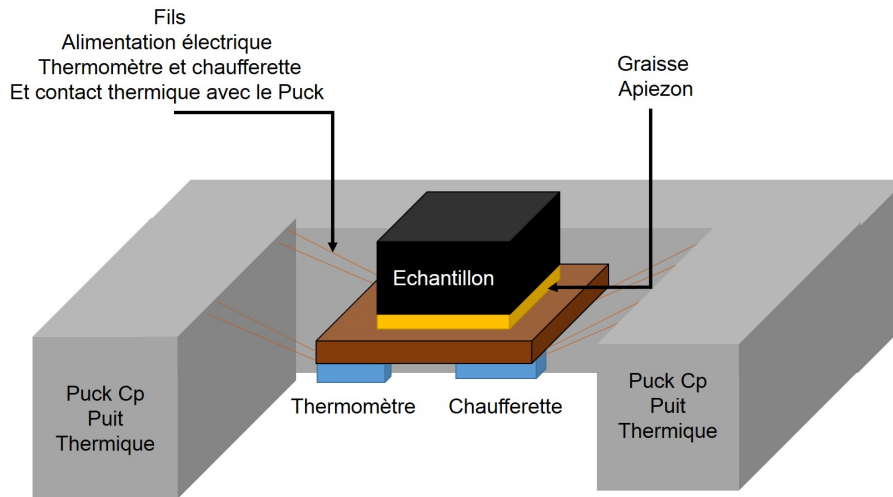 Fils
Alimentation électrique
Thermomètre et chaufferette
Et contact thermique avec le Puck
Graisse
Apiezon
Echantillon
Puck Cp
Puit
Thermique
Thermomètre
Chaufferette
Puck Cp
Puit
Thermique